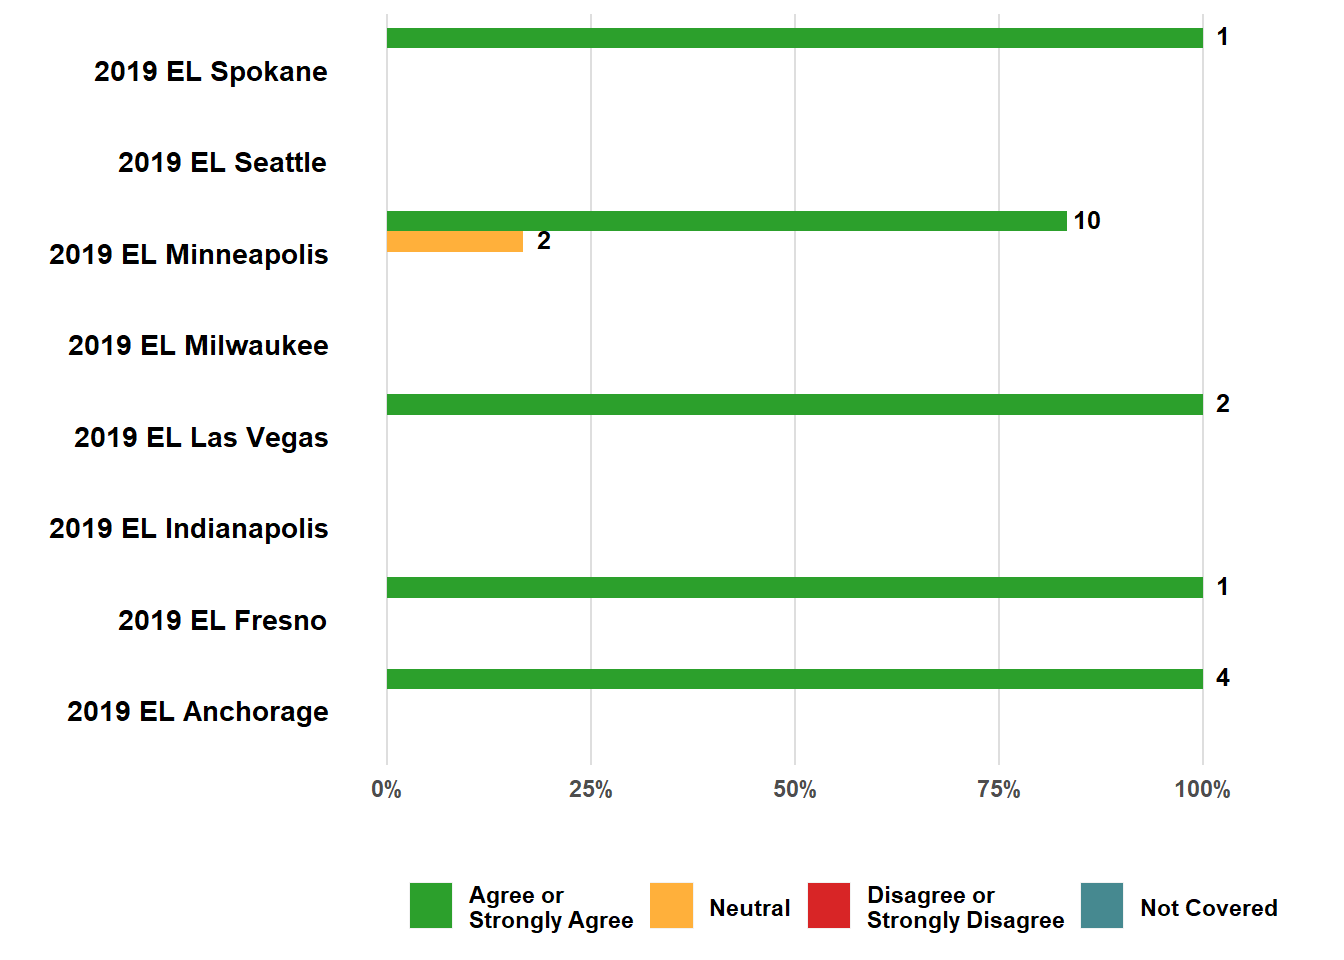 1
2019 EL Spokane
2019 EL Seattle
10
2
2019 EL Minneapolis
2019 EL Milwaukee
2
2019 EL Las Vegas
2019 EL Indianapolis
1
2019 EL Fresno
4
2019 EL Anchorage
0% 25% 50% 75% 100%
Agree or
Strongly Agree
Neutral
Disagree or
Strongly Disagree
Not Covered